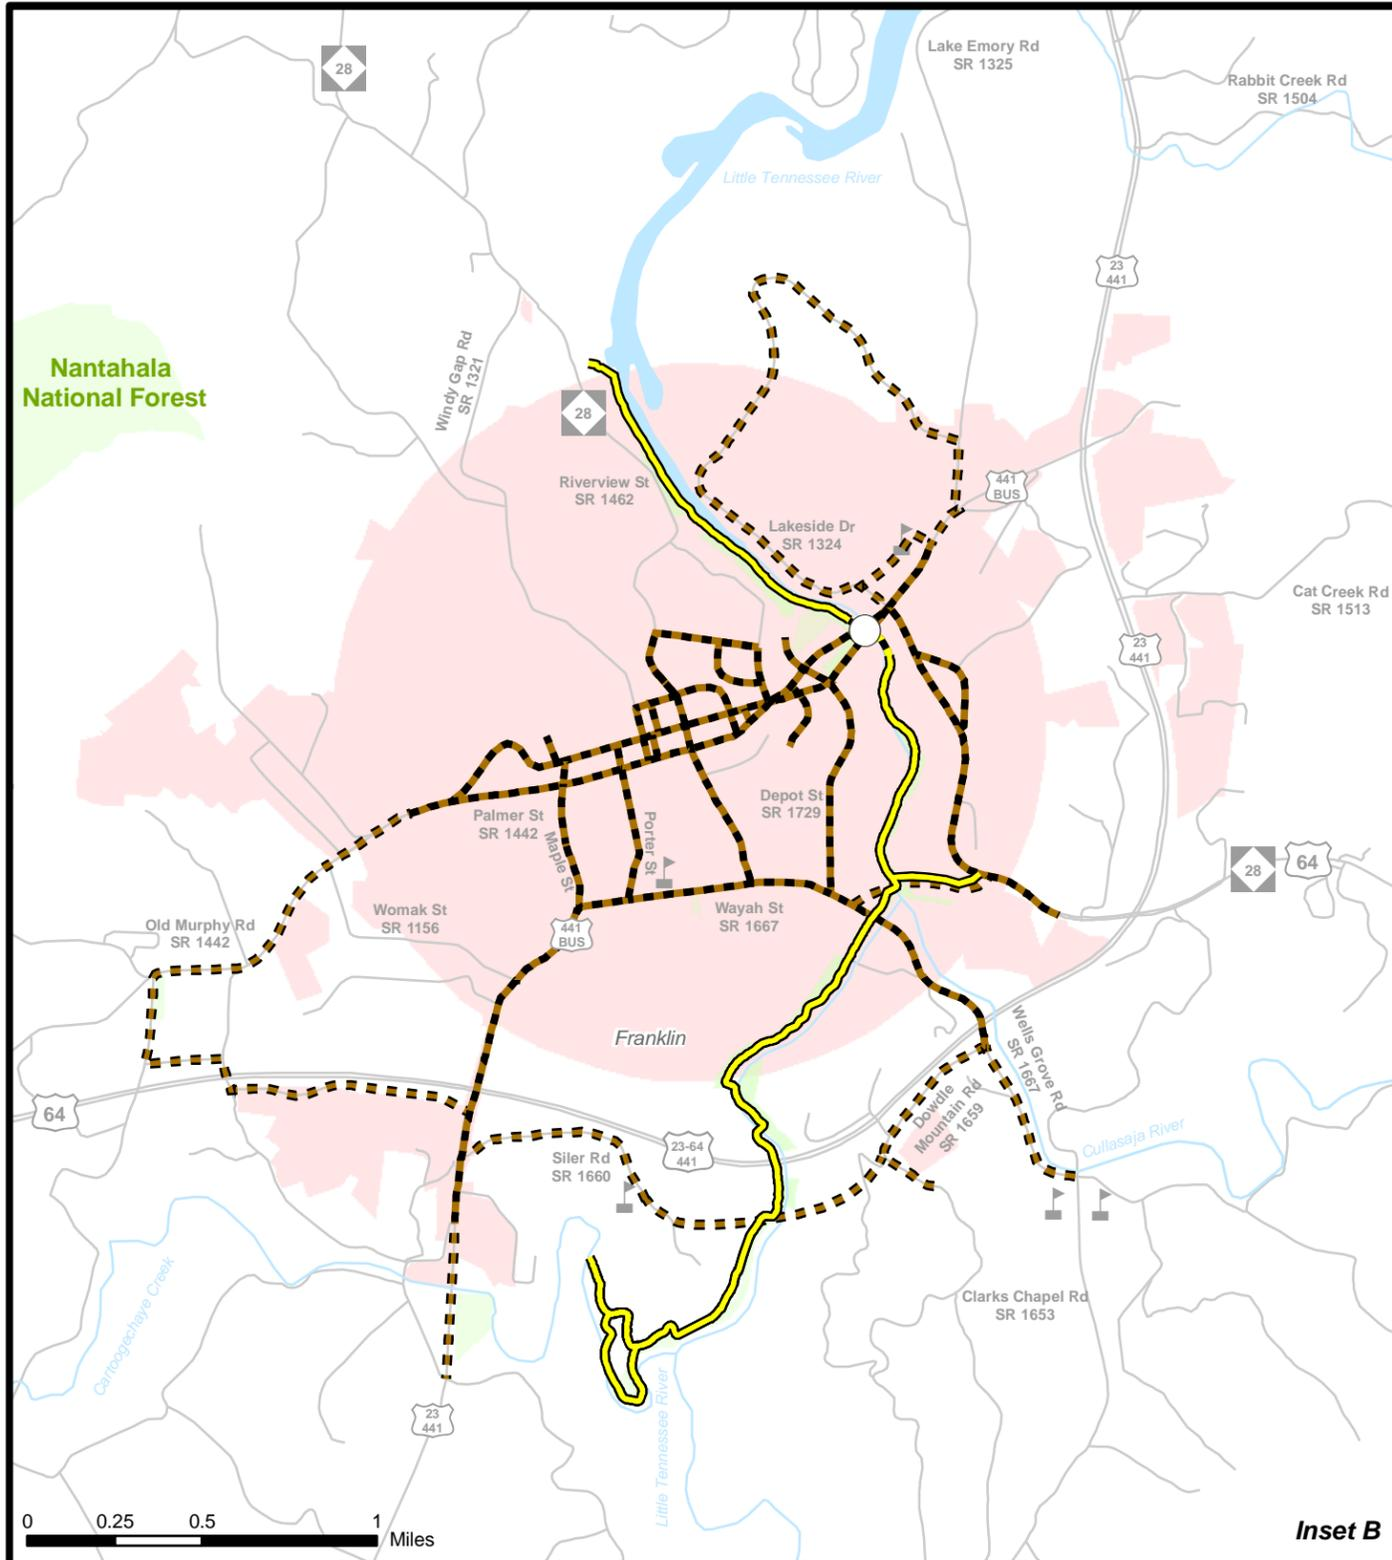 Lake Emory Rd
SR 1325
28
Rabbit Creek Rd
SR 1504
Little Tennessee River
23
441
Nantahala
National Forest
Windy Gap Rd
SR 1321
28
Riverview St
SR 1462
441
BUS
Lakeside Dr
SR 1324
Cat Creek Rd
SR 1513
23
441
Palmer St
SR 1442
Maple St
Porter St
Depot St
SR 1729
28
64
Old Murphy Rd
SR 1442
Womak St
SR 1156
441
BUS
Wayah St
SR 1667
Franklin
Wells Grove Rd
SR 1667
64
Dowdle
Mountain Rd
SR 1659
23-64
441
Siler Rd
SR 1660
Cullasaja River
Cartoogechaye Creek
Clarks Chapel Rd
SR 1653
Little Tennessee River
23
441
0 0.25 0.5 1
Miles
Inset B